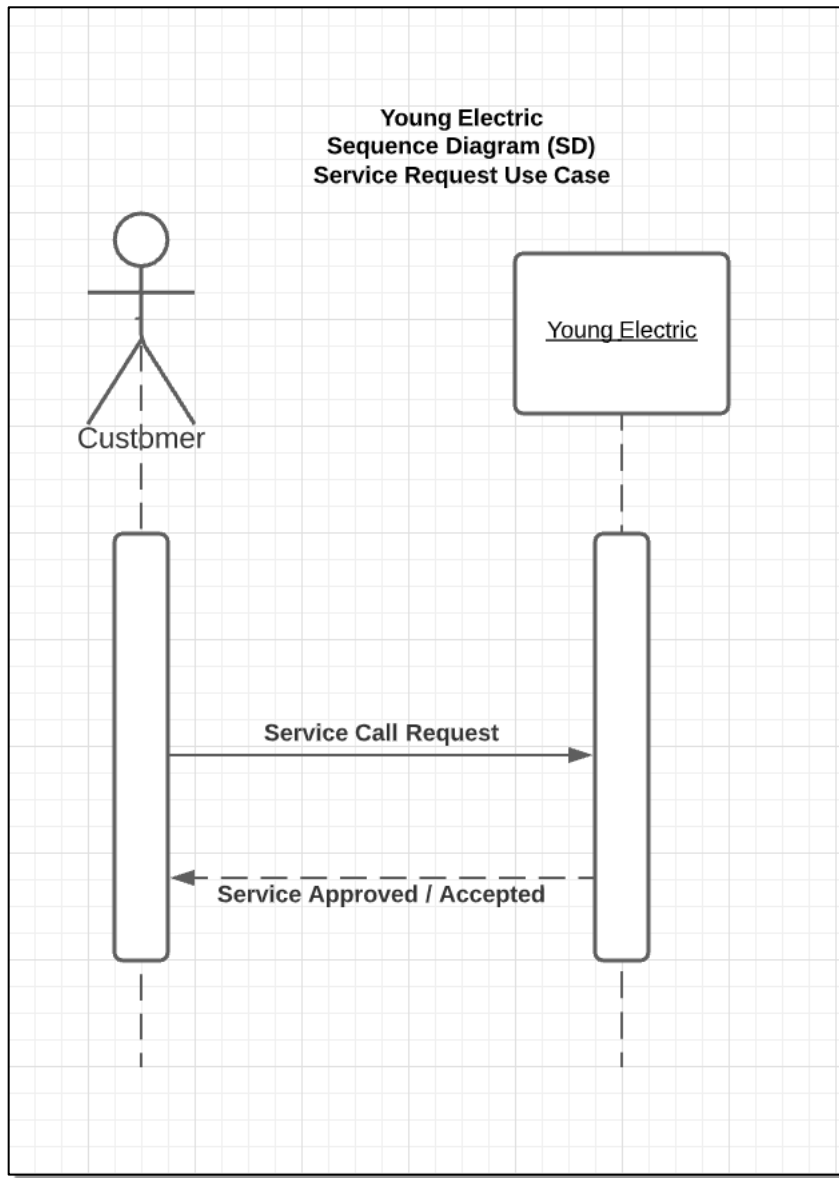 Young Electric
Sequence Diagram (SD)
Service Request Use Case
Young Electric
Customer
Service Call Request
Service Approved / Accepted